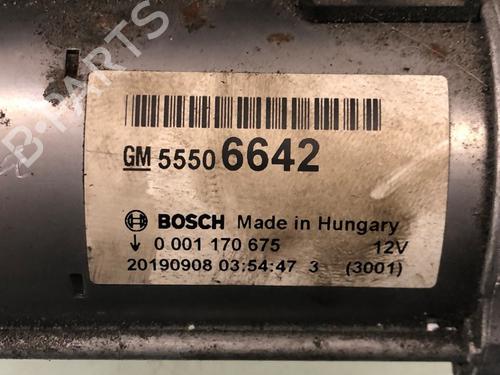 B-PARTS
GM 5550 6642
BOSCH Made in Hungary
0 001 170 675 12V
20190908 03:54:47 3 (3001)